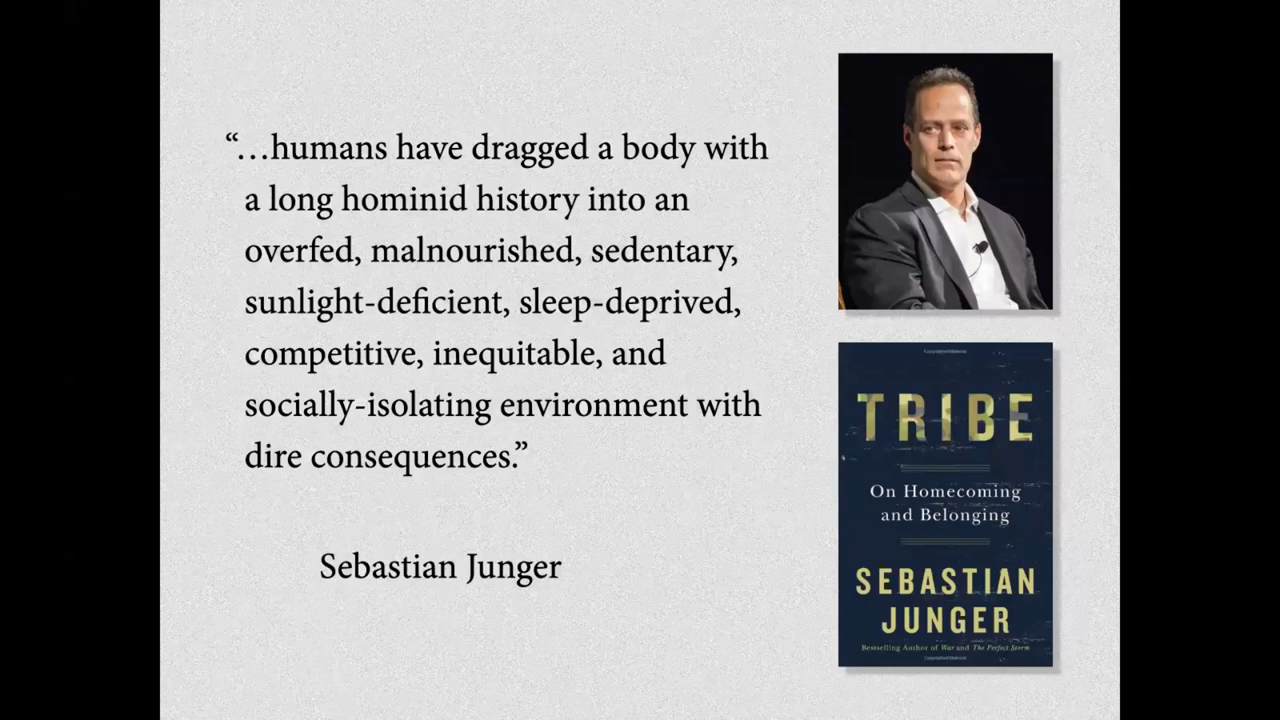 “…humans have dragged a body with
a long hominid history into an
overfed, malnourished, sedentary,
sunlight-deficient, sleep-deprived,
competitive, inequitable, and
socially-isolating environment with
dire consequences.”
Sebastian Junger
TRIBE
On Homecoming
and Belonging
SEBASTIAN
JUNGER
Bestselling Author of War and The Perfect Storm